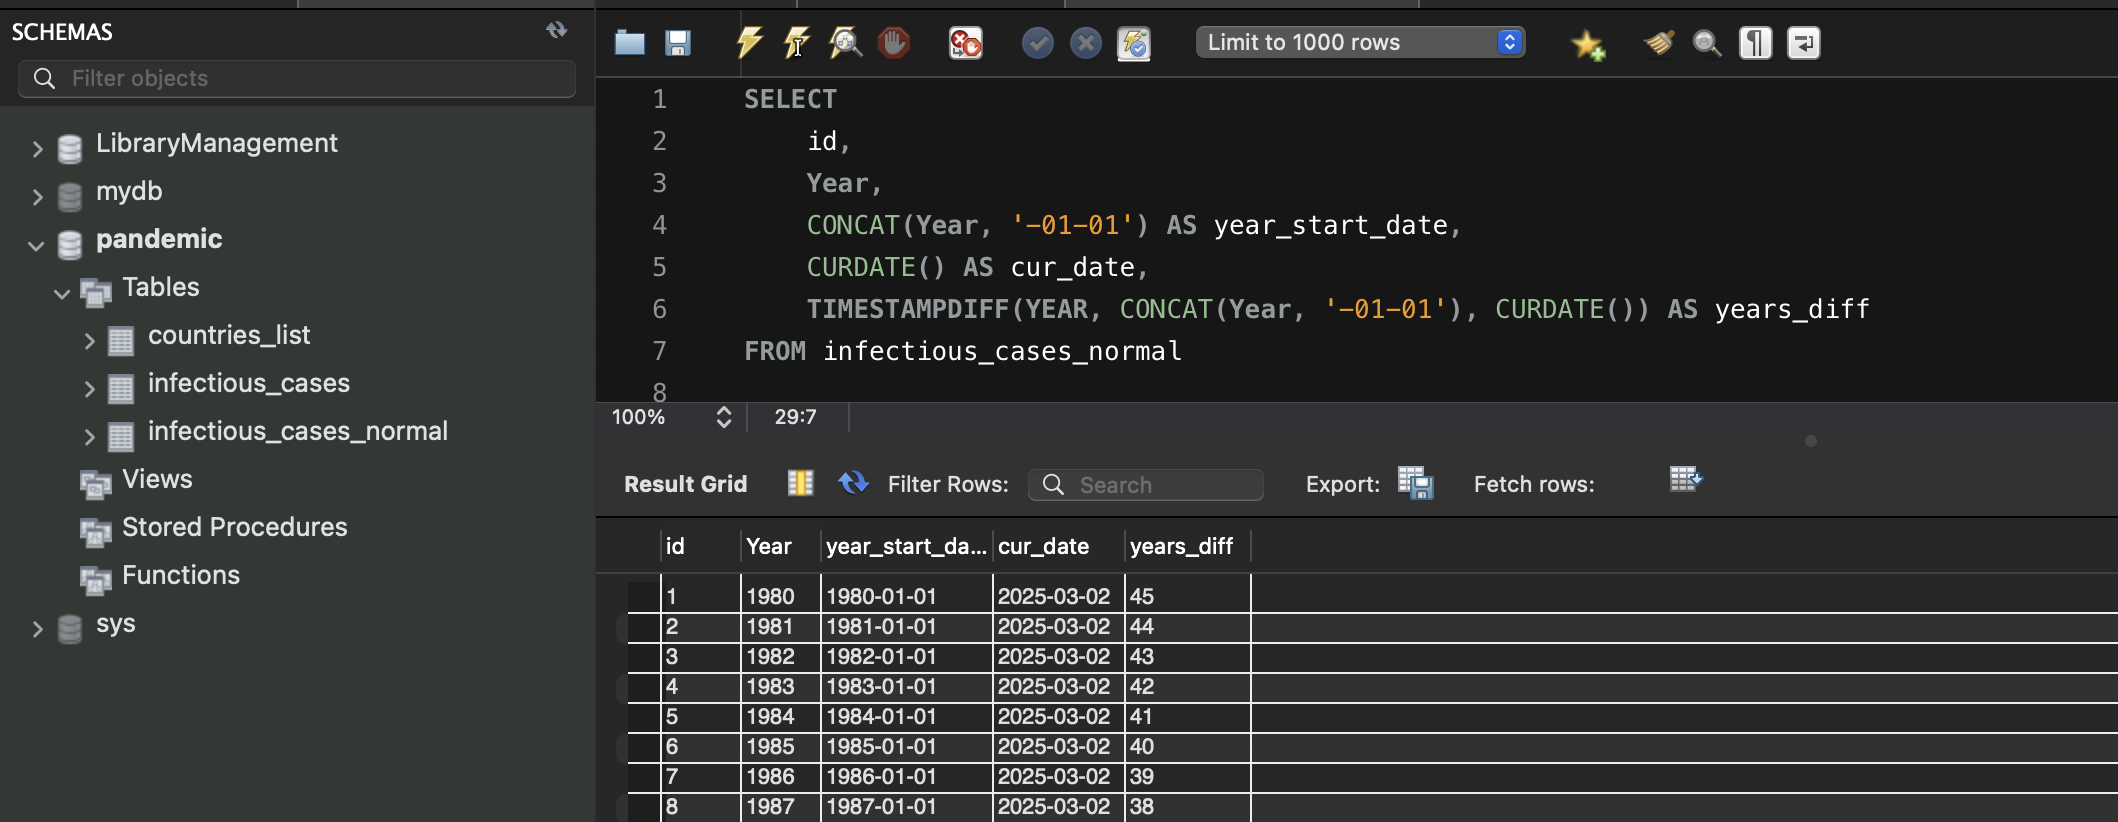 SCHEMAS
Filter objects
LibraryManagement
mydb
pandemic
Tables
countries_list
infectious_cases
infectious_cases_normal
Views
Stored Procedures
Functions
sys
Limit to 1000 rows
1 SELECT
2 id,
3 Year,
4 CONCAT(Year, '-01-01') AS year_start_date,
5 CURDATE() AS cur_date,
6 TIMESTAMPDIFF(YEAR, CONCAT(Year, '-01-01'), CURDATE()) AS years_diff
7 FROM infectious_cases_normal
8
100% 29:7
Result Grid Filter Rows: Search Export: Fetch rows:
id Year year_start_da... cur_date years_diff
1 1980 1980-01-01 2025-03-02 45
2 1981 1981-01-01 2025-03-02 44
3 1982 1982-01-01 2025-03-02 43
4 1983 1983-01-01 2025-03-02 42
5 1984 1984-01-01 2025-03-02 41
6 1985 1985-01-01 2025-03-02 40
7 1986 1986-01-01 2025-03-02 39
8 1987 1987-01-01 2025-03-02 38